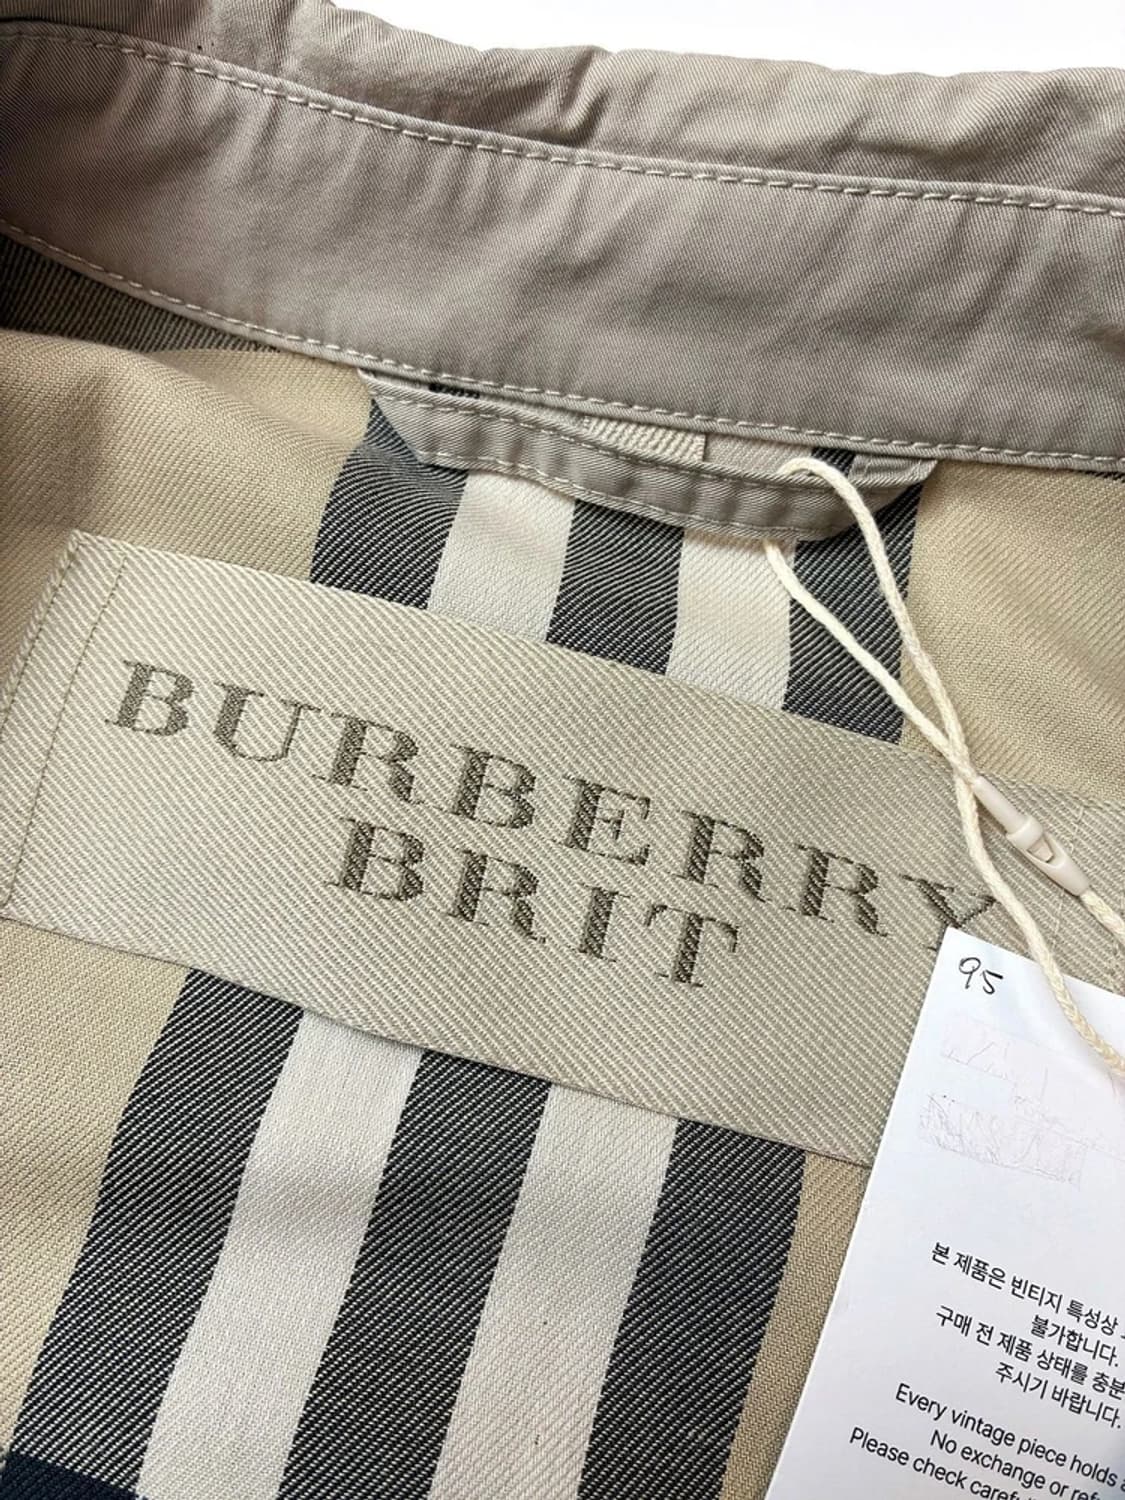 BURBERRY
BRIT
95
본 제품은 빈티지 특성상
불가합니다.
구매 전 제품 상태를 충분
주시기 바랍니다.
Every vintage piece holds
No exchange or
Please check